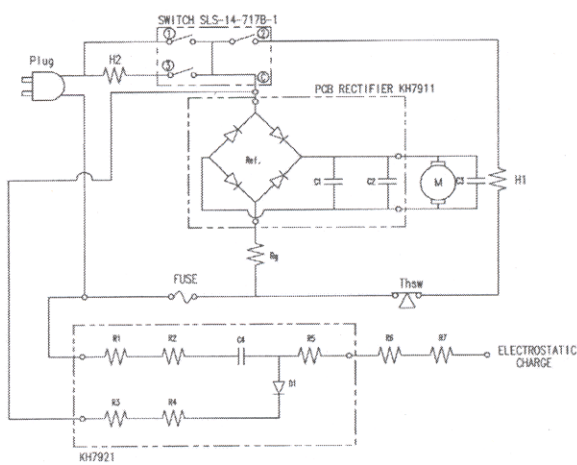 SWITCH SLS-14-717B-1
1
2
Plug
H2
3
C
PCB RECTIFIER KH7911
Ref.
C1
C2
M
C3
H1
Rg
FUSE
Thsw
R1
R2
C4
R5
R6
R7
ELECTROSTATIC
CHARGE
D1
R3
R4
KH7921